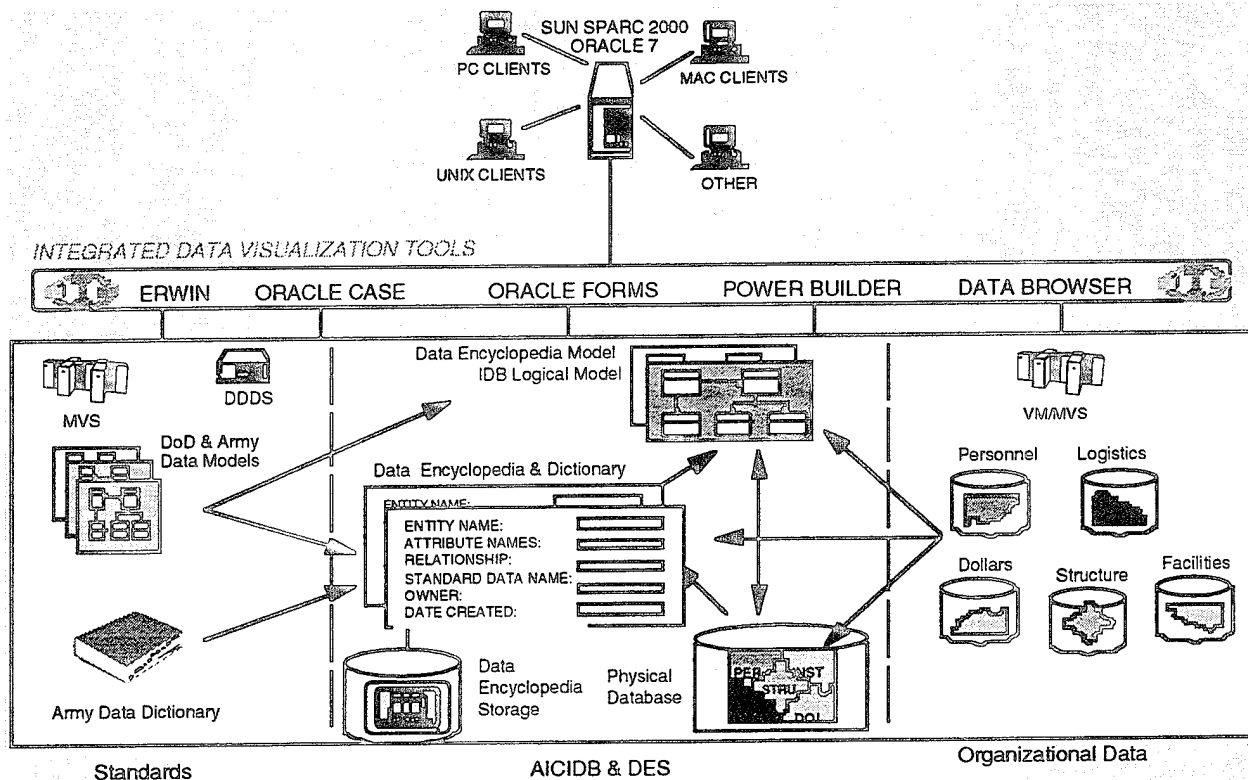 SUN SPARC 2000
ORACLE 7
PC CLIENTS
MAC CLIENTS
UNIX CLIENTS
OTHER
INTEGRATED DATA VISUALIZATION TOOLS
ERWIN ORACLE CASE ORACLE FORMS POWER BUILDER DATA BROWSER
MVS
DDDS
DoD & Army
Data Models
Army Data Dictionary
Data Encyclopedia Model
IDB Logical Model
Data Encyclopedia & Dictionary
ENTITY NAME:
ENTITY NAME:
ATTRIBUTE NAMES:
RELATIONSHIP:
STANDARD DATA NAME:
OWNER:
DATE CREATED:
Data
Encyclopedia
Storage
Physical
Database
PER
NST
STRU
DOL
VM/MVS
Personnel
Logistics
Dollars
Structure
Facilities
Standards
AICIDB & DES
Organizational Data